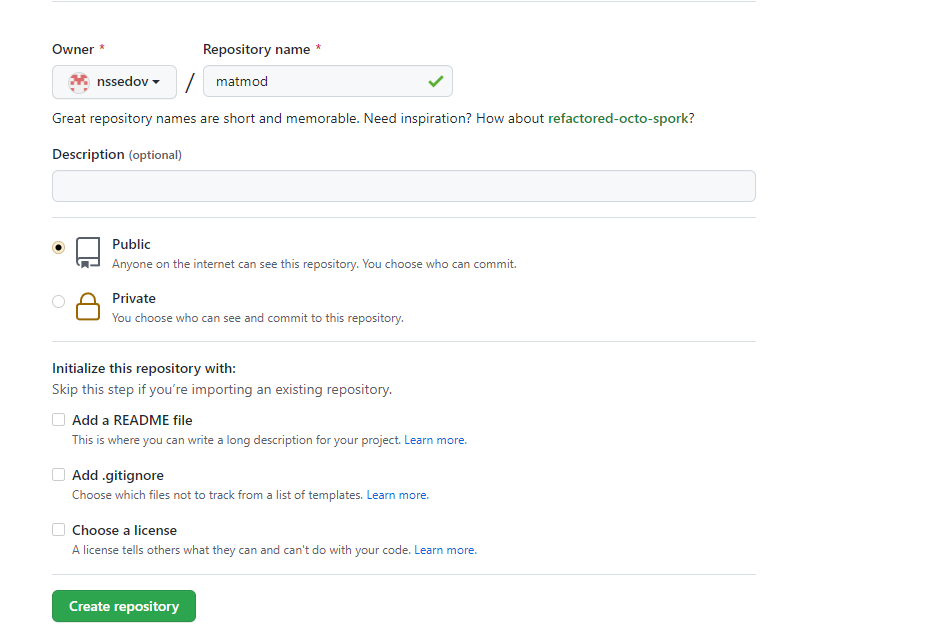 Owner *
Repository name *
nssedov
/
matmod
Great repository names are short and memorable. Need inspiration? How about refactored-octo-spork?
Description (optional)
Public
Anyone on the internet can see this repository. You choose who can commit.
Private
You choose who can see and commit to this repository.
Initialize this repository with:
Skip this step if you’re importing an existing repository.
Add a README file
This is where you can write a long description for your project. Learn more.
Add .gitignore
Choose which files not to track from a list of templates. Learn more.
Choose a license
A license tells others what they can and can't do with your code. Learn more.
Create repository